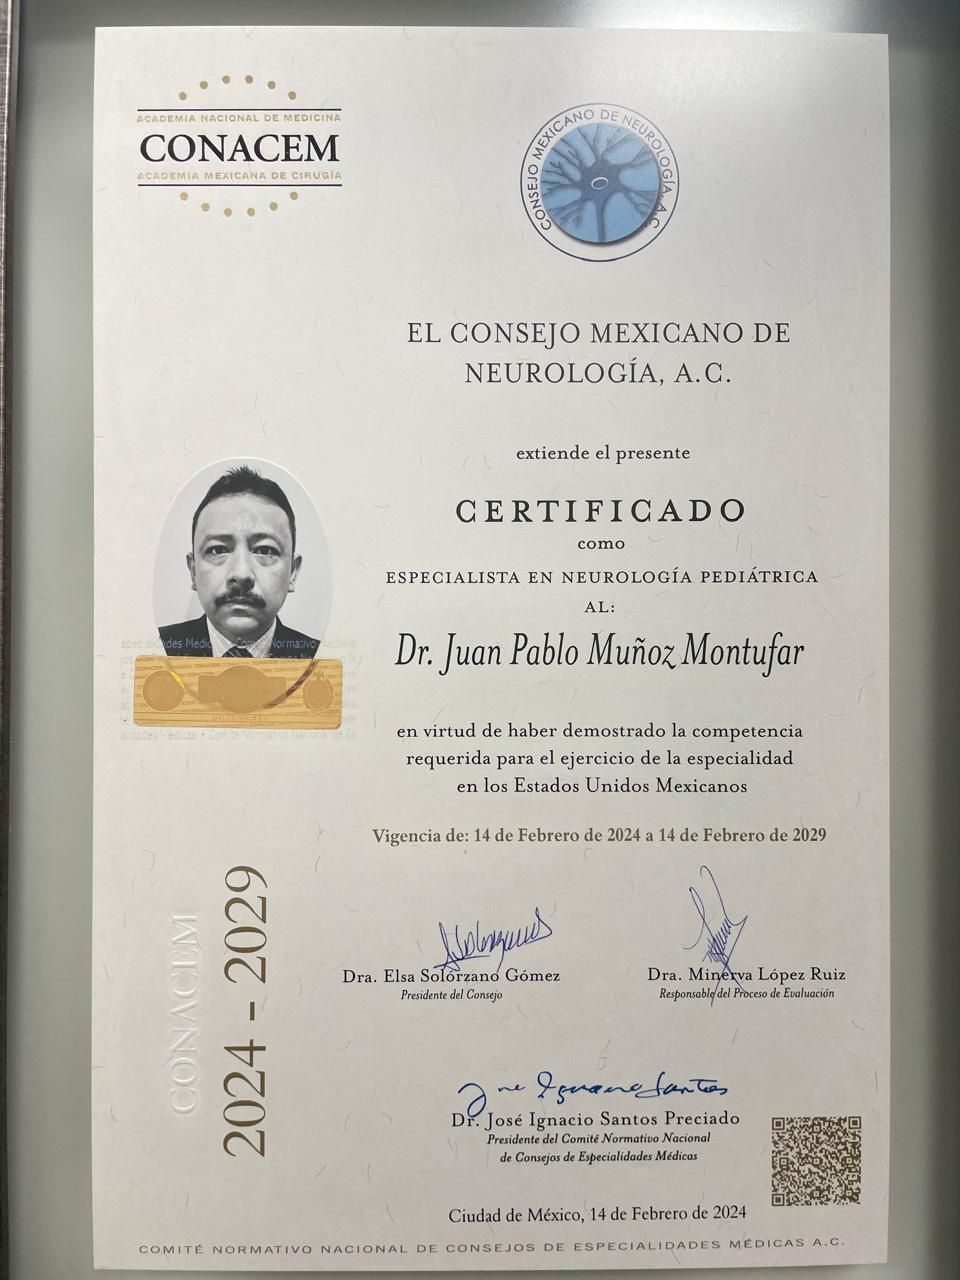 ACADEMIA NACIONAL DE MEDICINA
CONACEM
ACADEMIA MEXICANA DE CIRUGÍA
CONSEJO MEXICANO DE NEUROLOGÍA, A.C.
EL CONSEJO MEXICANO DE
NEUROLOGÍA, A.C.
extiende el presente
CERTIFICADO
como
ESPECIALISTA EN NEUROLOGÍA PEDIÁTRICA
AL:
Dr. Juan Pablo Muñoz Montufar
en virtud de haber demostrado la competencia
requerida para el ejercicio de la especialidad
en los Estados Unidos Mexicanos
Vigencia de: 14 de Febrero de 2024 a 14 de Febrero de 2029
CONACEM
2024 - 2029
Dra. Elsa Solórzano Gómez
Presidente del Consejo
Dra. Minerva López Ruiz
Responsable del Proceso de Evaluación
Dr. José Ignacio Santos Preciado
Presidente del Comité Normativo Nacional
de Consejos de Especialidades Médicas
Ciudad de México, 14 de Febrero de 2024
COMITÉ NORMATIVO NACIONAL DE CONSEJOS DE ESPECIALIDADES MÉDICAS A.C.